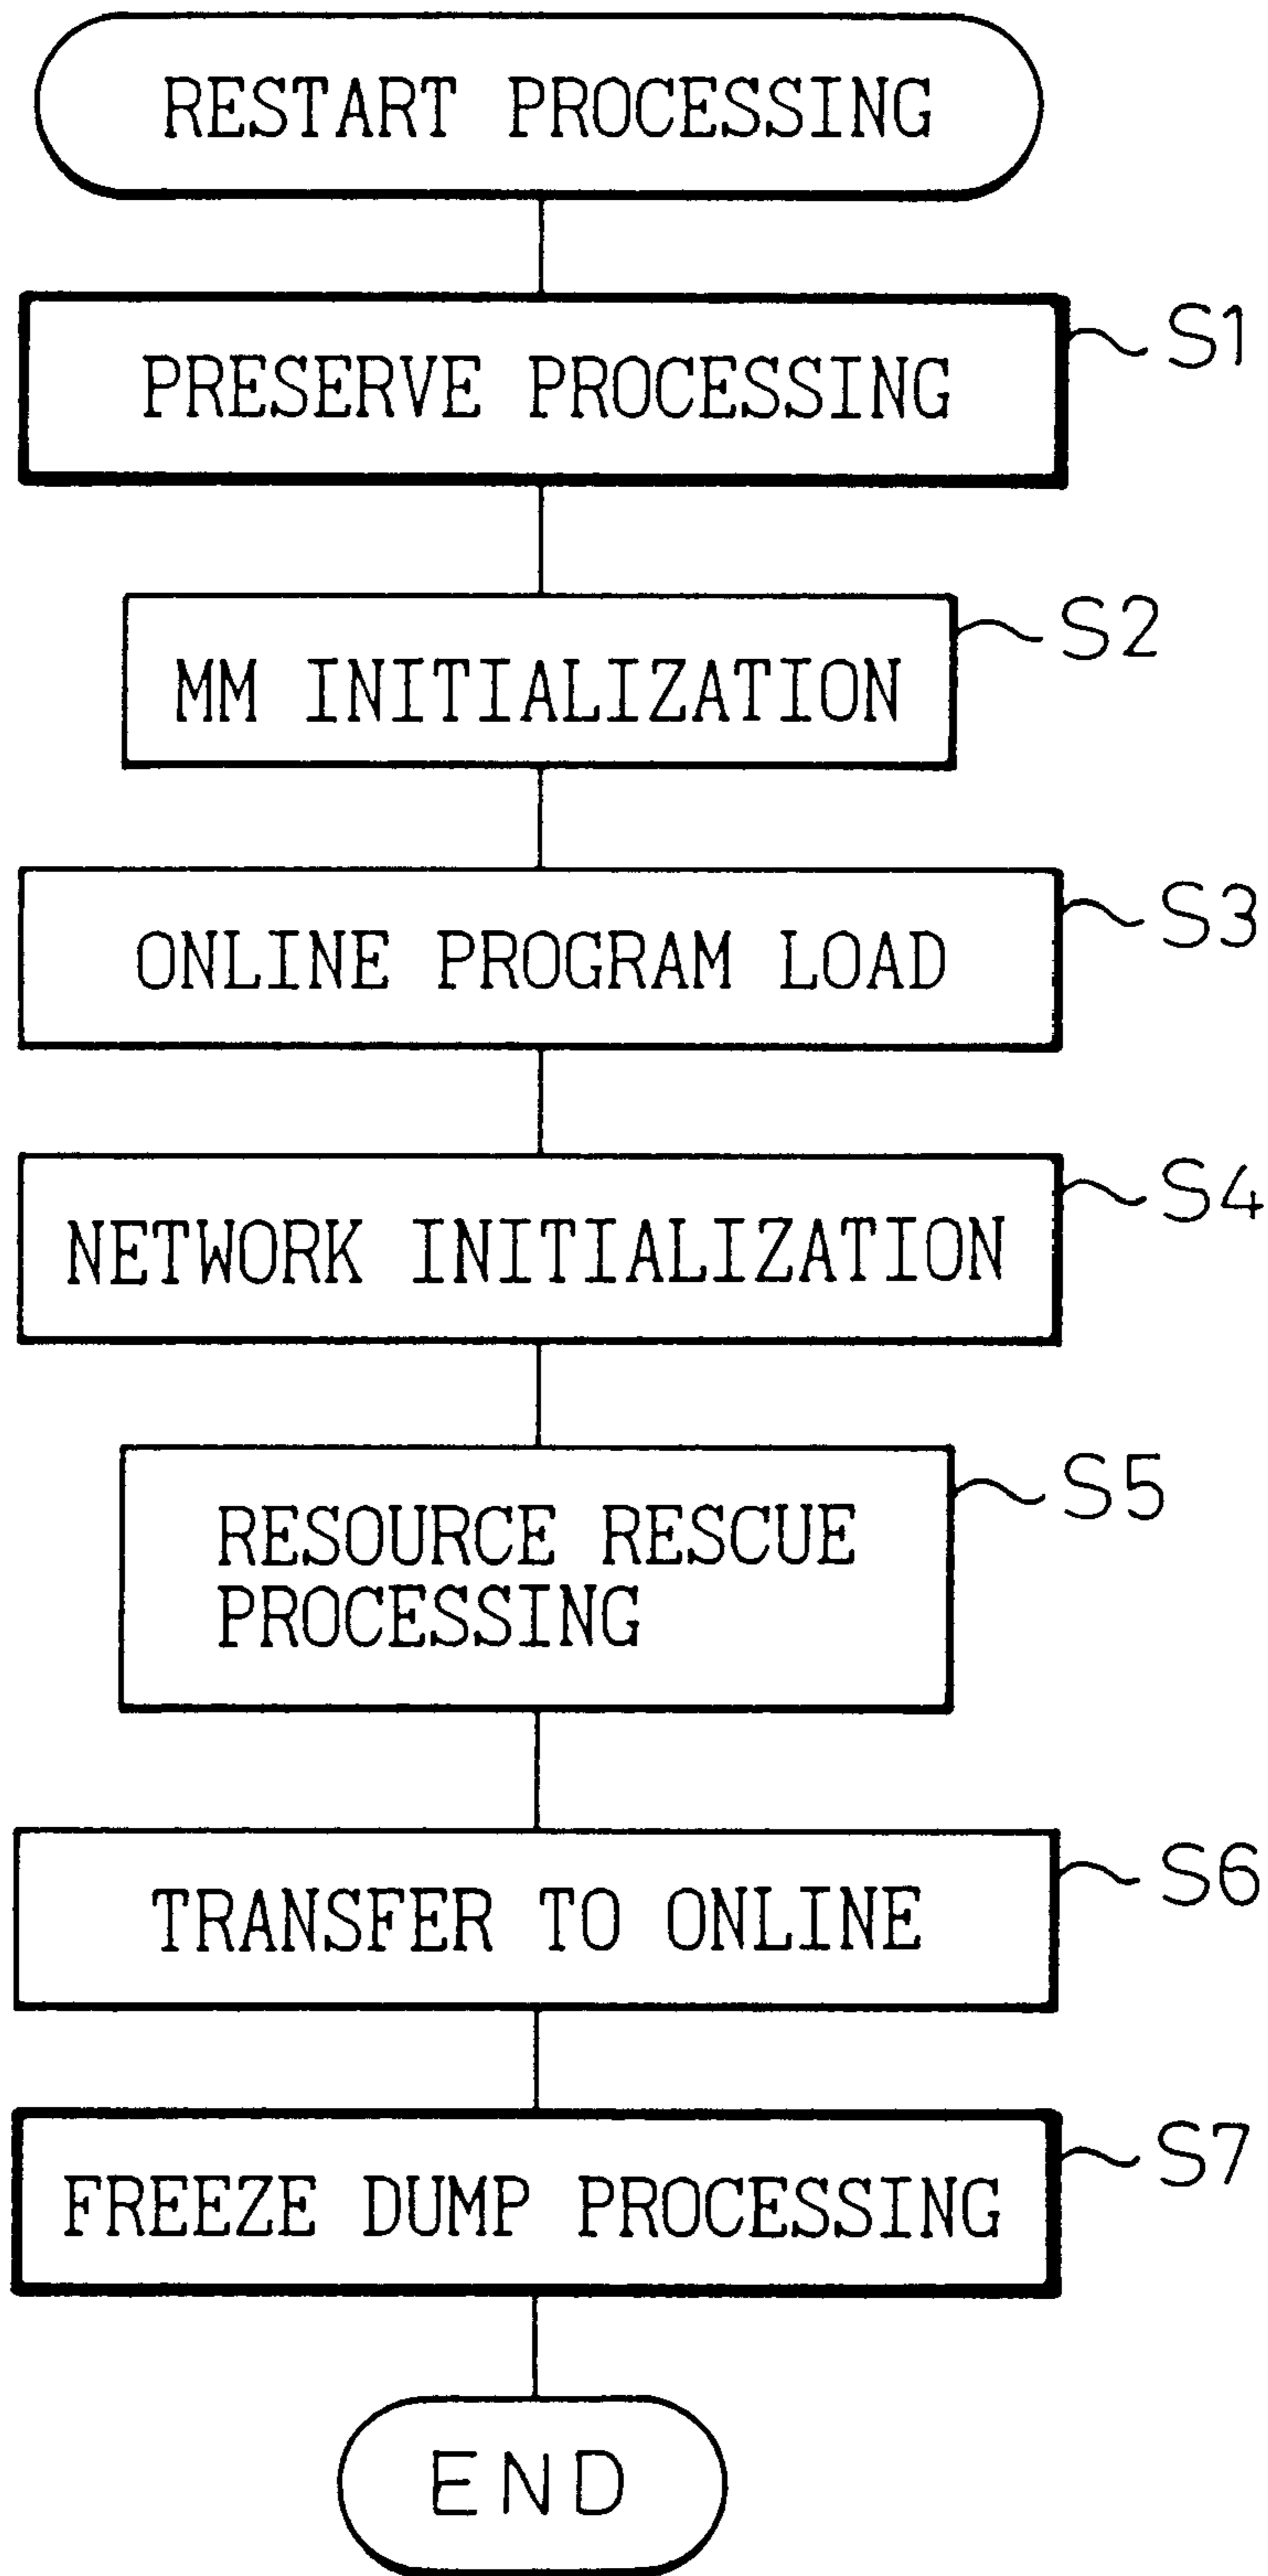 RESTART PROCESSING
PRESERVE PROCESSING
S1
MM INITIALIZATION
S2
ONLINE PROGRAM LOAD
S3
NETWORK INITIALIZATION
S4
RESOURCE RESCUE
PROCESSING
S5
TRANSFER TO ONLINE
S6
FREEZE DUMP PROCESSING
S7
END